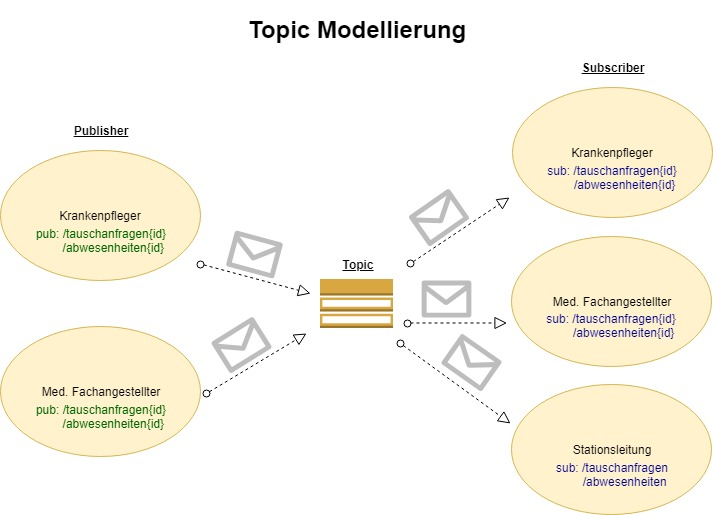 Topic Modellierung
Publisher
Krankenpfleger
pub: /tauschanfragen{id}
/abwesenheiten{id}
Med. Fachangestellter
pub: /tauschanfragen{id}
/abwesenheiten{id}
Topic
Subscriber
Krankenpfleger
sub: /tauschanfragen{id}
/abwesenheiten{id}
Med. Fachangestellter
sub: /tauschanfragen{id}
/abwesenheiten{id}
Stationsleitung
sub: /tauschanfragen
/abwesenheiten